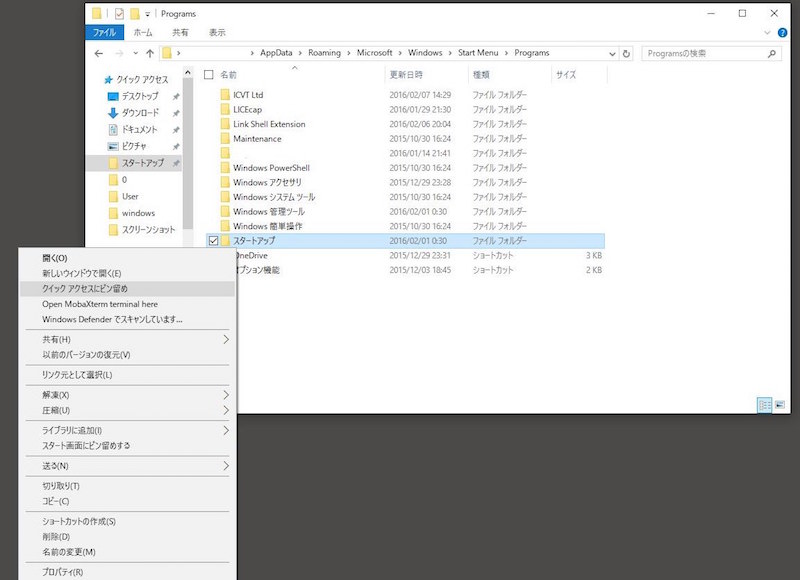 Programs
ファイル ホーム 共有 表示
AppData Roaming Microsoft Windows Start Menu Programs Programsの検索
クイック アクセス
デスクトップ
ダウンロード
ドキュメント
ピクチャ
スタートアップ
0
User
windows
スクリーンショット
名前 更新日時 種類 サイズ
ICVT Ltd 2016/02/07 14:29 ファイル フォルダー
LICEcap 2016/01/29 21:30 ファイル フォルダー
Link Shell Extension 2016/02/06 20:04 ファイル フォルダー
Maintenance 2015/10/30 16:24 ファイル フォルダー
2016/01/14 21:41 ファイル フォルダー
Windows PowerShell 2015/10/30 16:24 ファイル フォルダー
Windows アクセサリ 2015/12/29 23:28 ファイル フォルダー
Windows システム ツール 2015/10/30 16:24 ファイル フォルダー
Windows 管理ツール 2016/02/01 0:30 ファイル フォルダー
Windows 簡単操作 2015/10/30 16:24 ファイル フォルダー
スタートアップ 2016/02/01 0:30 ファイル フォルダー
OneDrive 2015/12/29 23:31 ショートカット 3 KB
オプション機能 2015/12/03 18:45 ショートカット 2 KB
開く(O)
新しいウィンドウで開く(E)
クイック アクセスにピン留め
Open MobaXterm terminal here
Windows Defender でスキャンしています...
共有(H)
以前のバージョンの復元(V)
リンク元として選択(L)
解凍(X)
圧縮(U)
ライブラリに追加(I)
スタート画面にピン留めする
送る(N)
切り取り(T)
コピー(C)
ショートカットの作成(S)
削除(D)
名前の変更(M)
プロパティ(R)